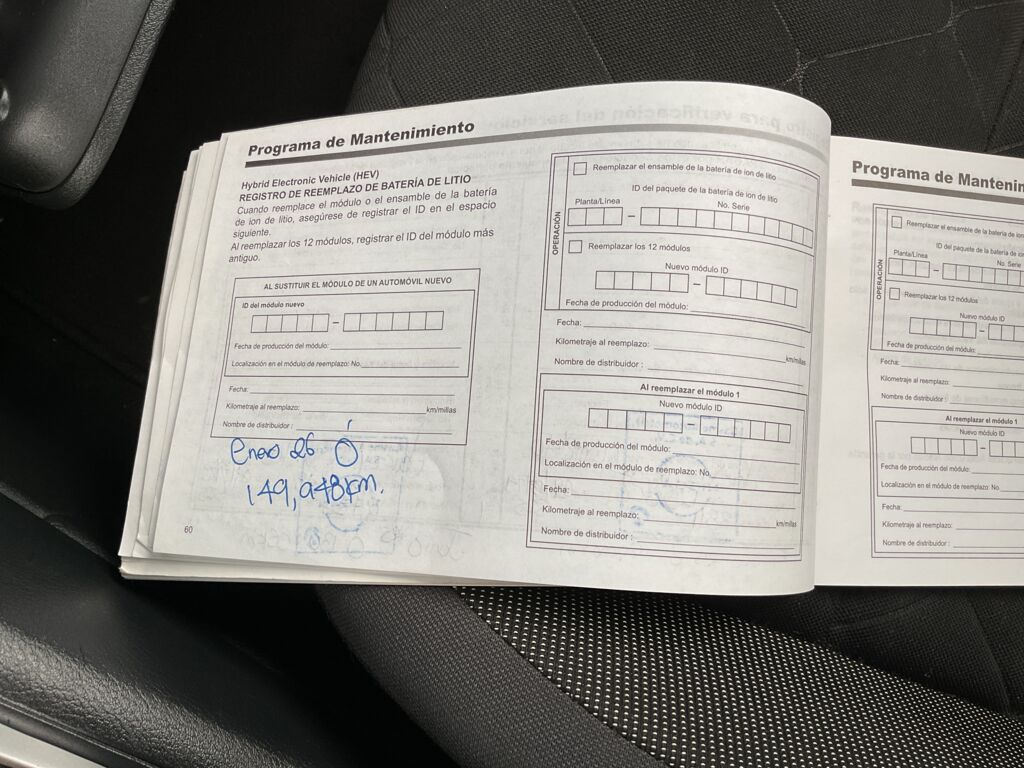 Programa de Mantenimiento
Hybrid Electronic Vehicle (HEV)
REGISTRO DE REEMPLAZO DE BATERÍA DE LITIO
Cuando reemplace el módulo o el ensamble de la batería
de ion de litio, asegúrese de registrar el ID en el espacio
siguiente.
Al reemplazar los 12 módulos, registrar el ID del módulo más
antiguo.
AL SUSTITUIR EL MÓDULO DE UN AUTOMÓVIL NUEVO
ID del módulo nuevo
–
Fecha de producción del módulo:
Localización en el módulo de reemplazo: No.
Fecha:
Kilometraje al reemplazo: km/millas
Nombre de distribuidor :
Enero 26
149,948km.
60
OPERACIÓN
Reemplazar el ensamble de la batería de ion de litio
ID del paquete de la batería de ion de litio
Planta/Línea No. Serie
–
Reemplazar los 12 módulos
Nuevo módulo ID
–
Fecha de producción del módulo:
Fecha:
Kilometraje al reemplazo: km/millas
Nombre de distribuidor :
Al reemplazar el módulo 1
Nuevo módulo ID
–
Fecha de producción del módulo:
Localización en el módulo de reemplazo: No.
Fecha:
Kilometraje al reemplazo: km/millas
Nombre de distribuidor :
Programa de Mantenim
OPERACIÓN
Reemplazar el ensamble de la batería de ion
ID del paquete de la batería de ion
Planta/Línea No. Serie
–
Reemplazar los 12 módulos
Nuevo módulo ID
–
Fecha de producción del módulo:
Fecha:
Kilometraje al reemplazo:
Nombre de distribuidor :
Al reemplazar el módulo 1
Nuevo módulo ID
–
Fecha de producción del módulo:
Localización en el módulo de reemplazo: No.
Fecha:
Kilometraje al reemplazo:
Nombre de distribuidor :